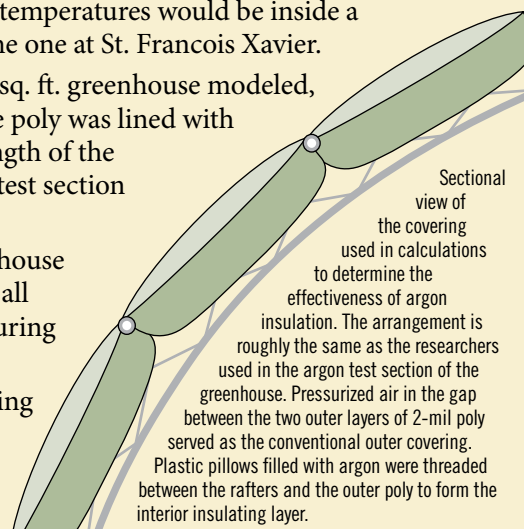 temperatures would be inside a
ne one at St. Francois Xavier.
sq. ft. greenhouse modeled,
e poly was lined with
ngth of the
test section
house
all
uring
ing
Sectional
view of
the covering
used in calculations
to determine the
effectiveness of argon
insulation. The arrangement is
roughly the same as the researchers
used in the argon test section of the
greenhouse. Pressurized air in the gap
between the two outer layers of 2-mil poly
served as the conventional outer covering.
Plastic pillows filled with argon were threaded
between the rafters and the outer poly to form the
interior insulating layer.